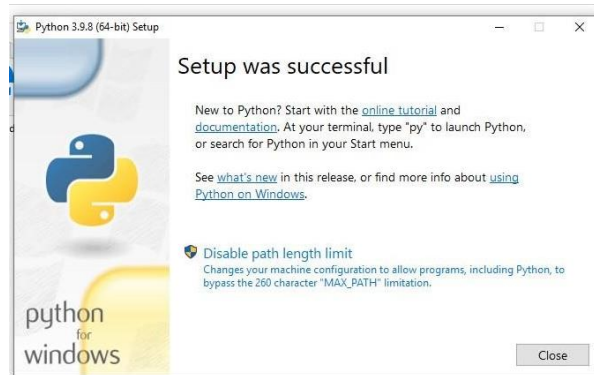 Python 3.9.8 (64-bit) Setup
Setup was successful
New to Python? Start with the online tutorial and
documentation. At your terminal, type "py" to launch Python,
or search for Python in your Start menu.
See what's new in this release, or find more info about using
Python on Windows.
Disable path length limit
Changes your machine configuration to allow programs, including Python, to
bypass the 260 character "MAX_PATH" limitation.
python
for
windows
Close